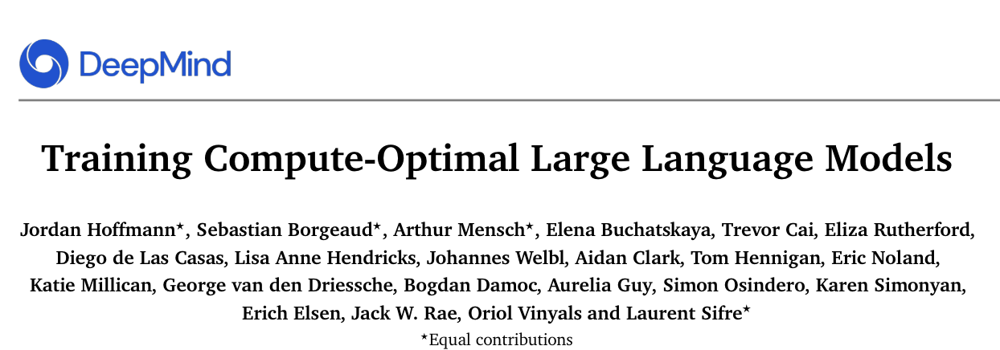 DeepMind
Training Compute-Optimal Large Language Models
Jordan Hoffmann★, Sebastian Borgeaud★, Arthur Mensch★, Elena Buchatskaya, Trevor Cai, Eliza Rutherford,
Diego de Las Casas, Lisa Anne Hendricks, Johannes Welbl, Aidan Clark, Tom Hennigan, Eric Noland,
Katie Millican, George van den Driessche, Bogdan Damoc, Aurelia Guy, Simon Osindero, Karen Simonyan,
Erich Elsen, Jack W. Rae, Oriol Vinyals and Laurent Sifre★
★Equal contributions